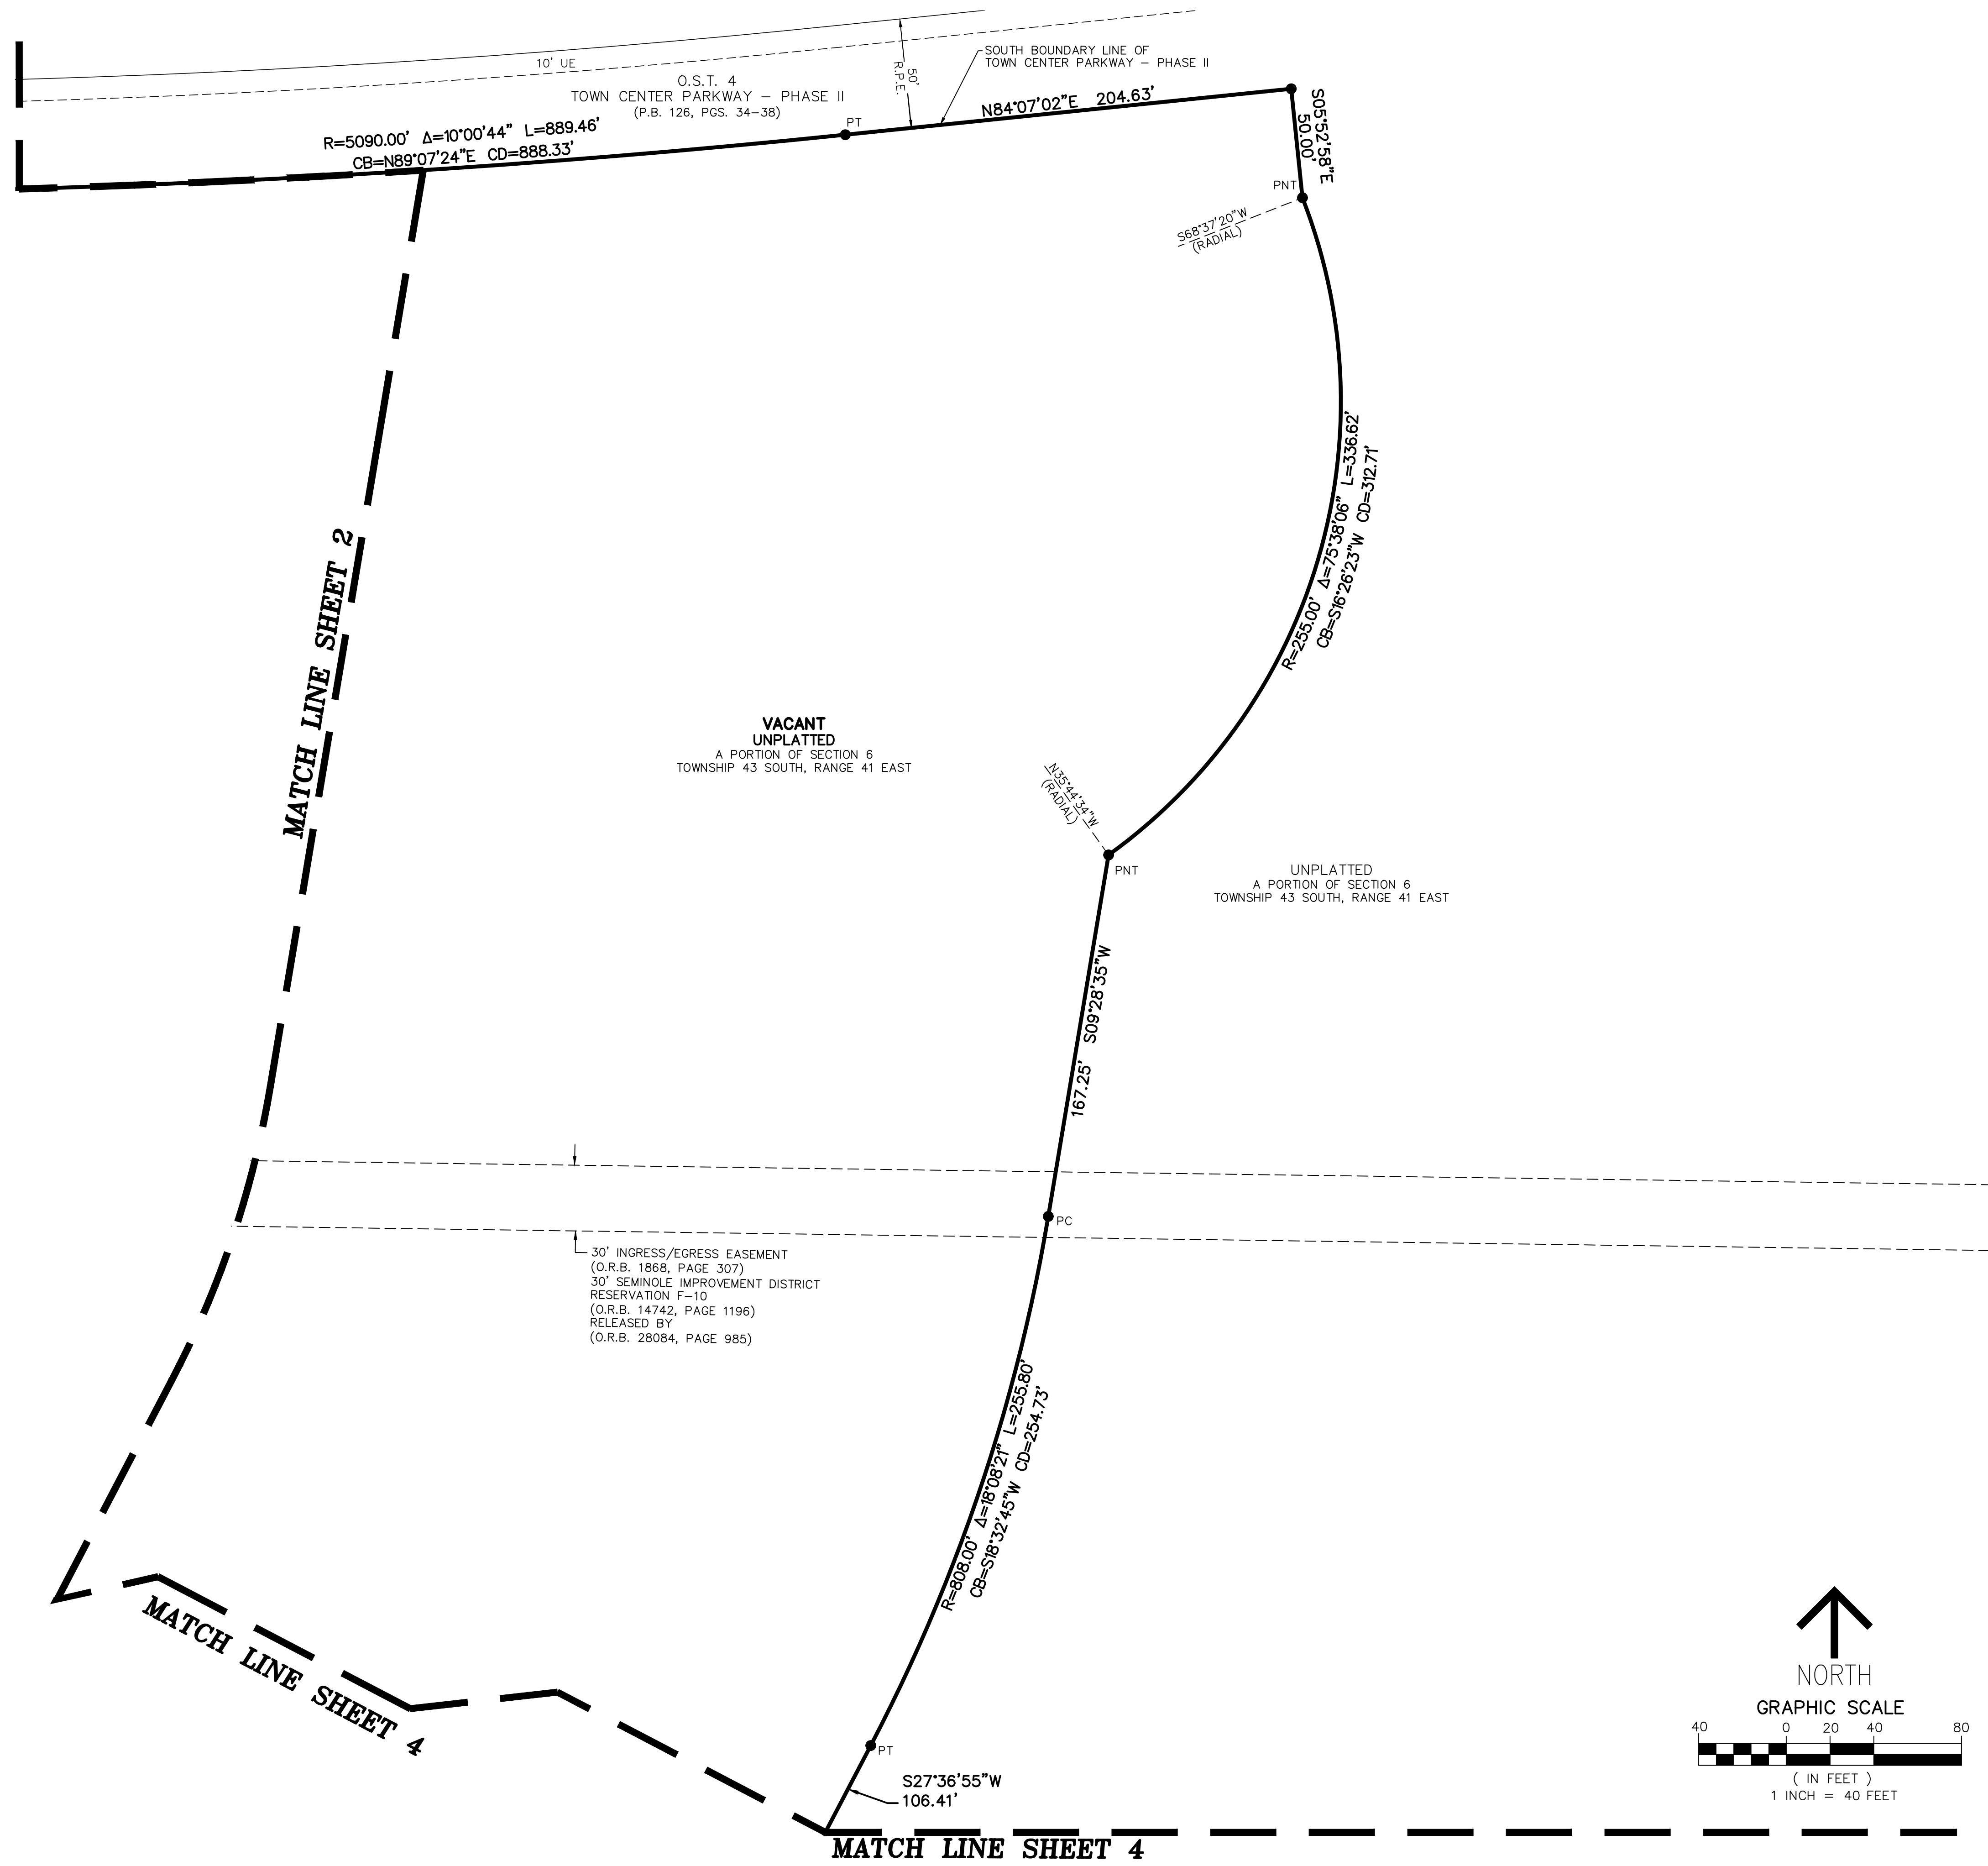 10' UE
O.S.T. 4
TOWN CENTER PARKWAY – PHASE II
(P.B. 126, PGS. 34–38)
50'
R.P.E.
SOUTH BOUNDARY LINE OF
TOWN CENTER PARKWAY – PHASE II
R=5090.00' Δ=10°00'44" L=889.46'
CB=N89°07'24"E CD=888.33'
PT
N84°07'02"E 204.63'
S05°52'58"E
50.00'
PNT
S68°37'20"W
(RADIAL)
R=255.00' Δ=75°38'06" L=336.62'
CB=S16°26'23"W CD=312.71'
MATCH LINE SHEET 2
VACANT
UNPLATTED
A PORTION OF SECTION 6
TOWNSHIP 43 SOUTH, RANGE 41 EAST
N35°44'34"W
(RADIAL)
PNT
UNPLATTED
A PORTION OF SECTION 6
TOWNSHIP 43 SOUTH, RANGE 41 EAST
167.25' S09°28'35"W
PC
30' INGRESS/EGRESS EASEMENT
(O.R.B. 1868, PAGE 307)
30' SEMINOLE IMPROVEMENT DISTRICT
RESERVATION F–10
(O.R.B. 14742, PAGE 1196)
RELEASED BY
(O.R.B. 28084, PAGE 985)
R=808.00' Δ=18°08'21" L=255.80'
CB=S18°32'45"W CD=254.73'
MATCH LINE SHEET 4
PT
S27°36'55"W
106.41'
MATCH LINE SHEET 4
NORTH
GRAPHIC SCALE
40 0 20 40 80
( IN FEET )
1 INCH = 40 FEET